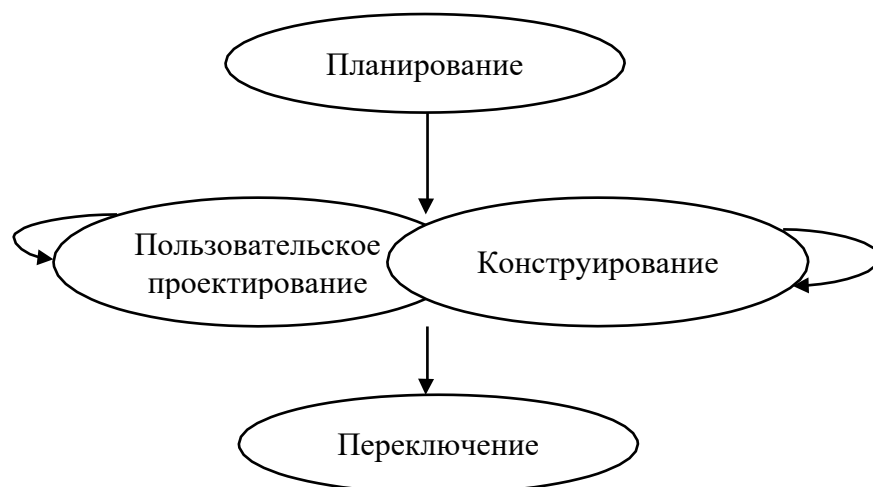 Планирование
Пользовательское
проектирование
Конструирование
Переключение